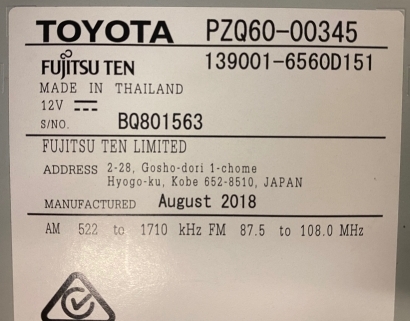 TOYOTA PZQ60-00345
FUJITSU TEN 139001-6560D151
MADE IN THAILAND
12V
S/NO. BQ801563
FUJITSU TEN LIMITED
ADDRESS 2-28, Gosho-dori 1-chome
Hyogo-ku, Kobe 652-8510, JAPAN
MANUFACTURED August 2018
AM 522 to 1710 kHz FM 87.5 to 108.0 MHz